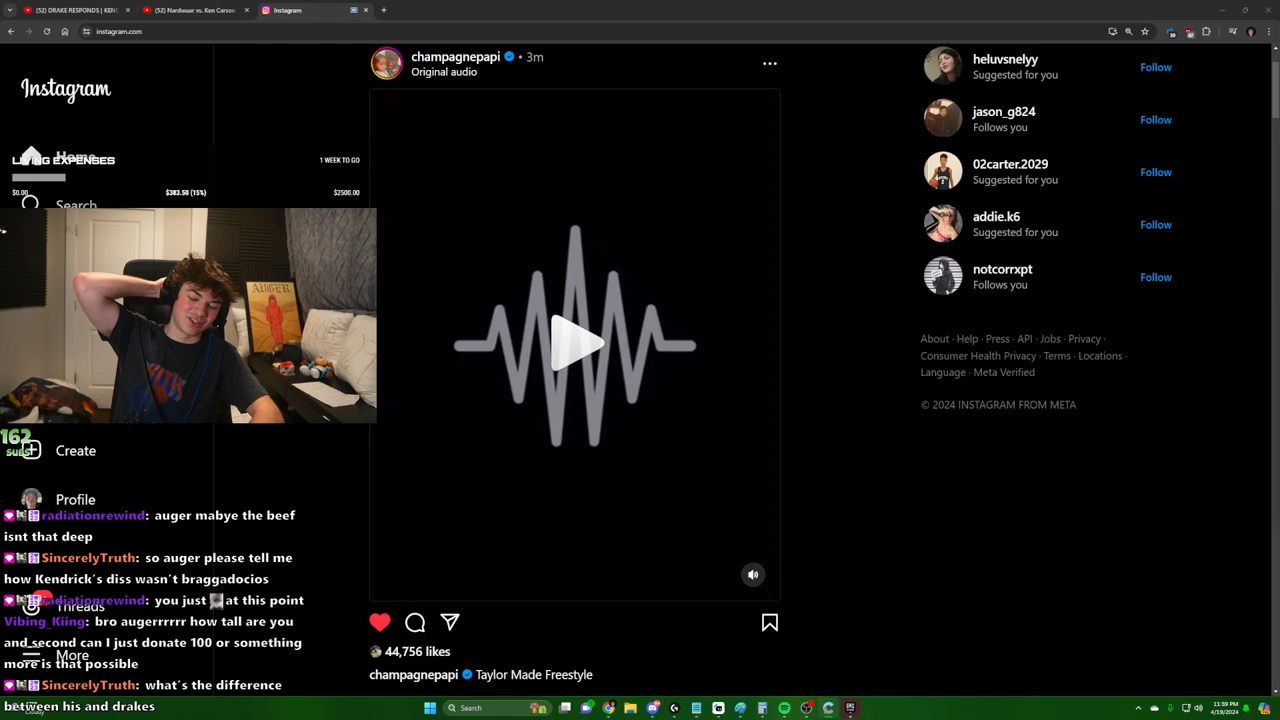 (52) DRAKE RESPONDS | KEN
(52) Nardwuar vs. Ken Carson
Instagram
instagram.com
Instagram
champagnepapi • 3m
Original audio
Home
LIVING EXPENSES
1 WEEK TO GO
$0.00
$383.50 (15%)
$2500.00
Search
AUGER
162
SUBS
Create
Profile
radiationrewind: auger mabye the beef
isnt that deep
SincerelyTruth: so auger please tell me
how Kendrick's diss wasn't braggadocios
radiationrewind: you just at this point
Threads
Vibing_Kiing: bro augerrrrrr how tall are you
and second can I just donate 100 or something
more is that possible
More
SincerelyTruth: what's the difference
between his and drakes
44,756 likes
champagnepapi Taylor Made Freestyle
heluvsnelyy
Suggested for you
Follow
jason_g824
Follows you
Follow
02carter.2029
Suggested for you
Follow
addie.k6
Suggested for you
Follow
notcorrxpt
Follows you
Follow
About · Help · Press · API · Jobs · Privacy ·
Consumer Health Privacy · Terms · Locations ·
Language · Meta Verified
© 2024 INSTAGRAM FROM META
Cloudy
Search
11:39 PM
4/19/2024